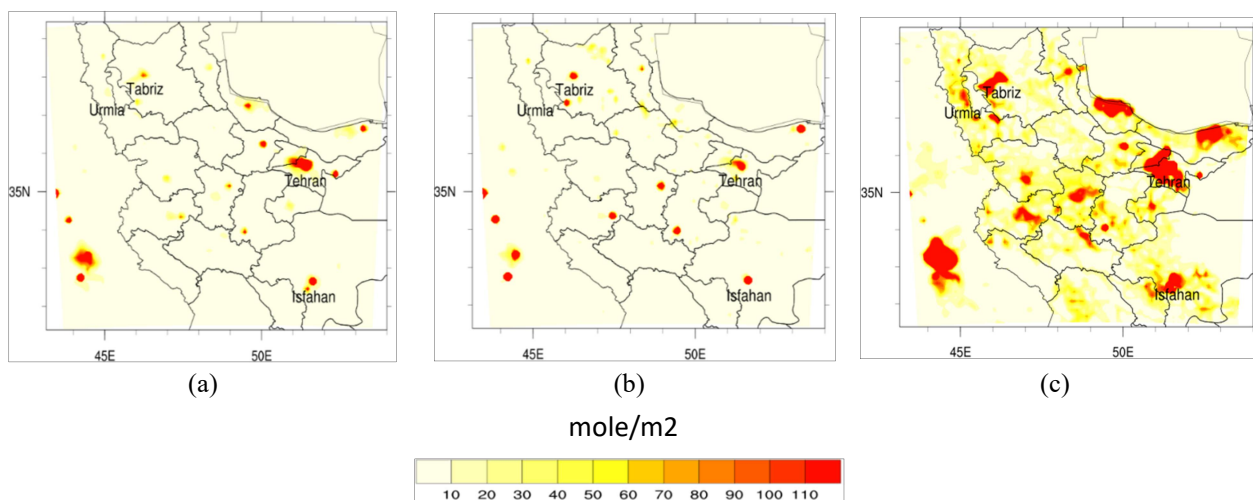 Tabriz
Urmia
35N
Tehran
Isfahan
45E 50E
(a)
Tabriz
Urmia
35N
Tehran
Isfahan
45E 50E
(b)
Tabriz
Urmia
35N
Tehran
Isfahan
45E 50E
(c)
mole/m2
10 20 30 40 50 60 70 80 90 100 110